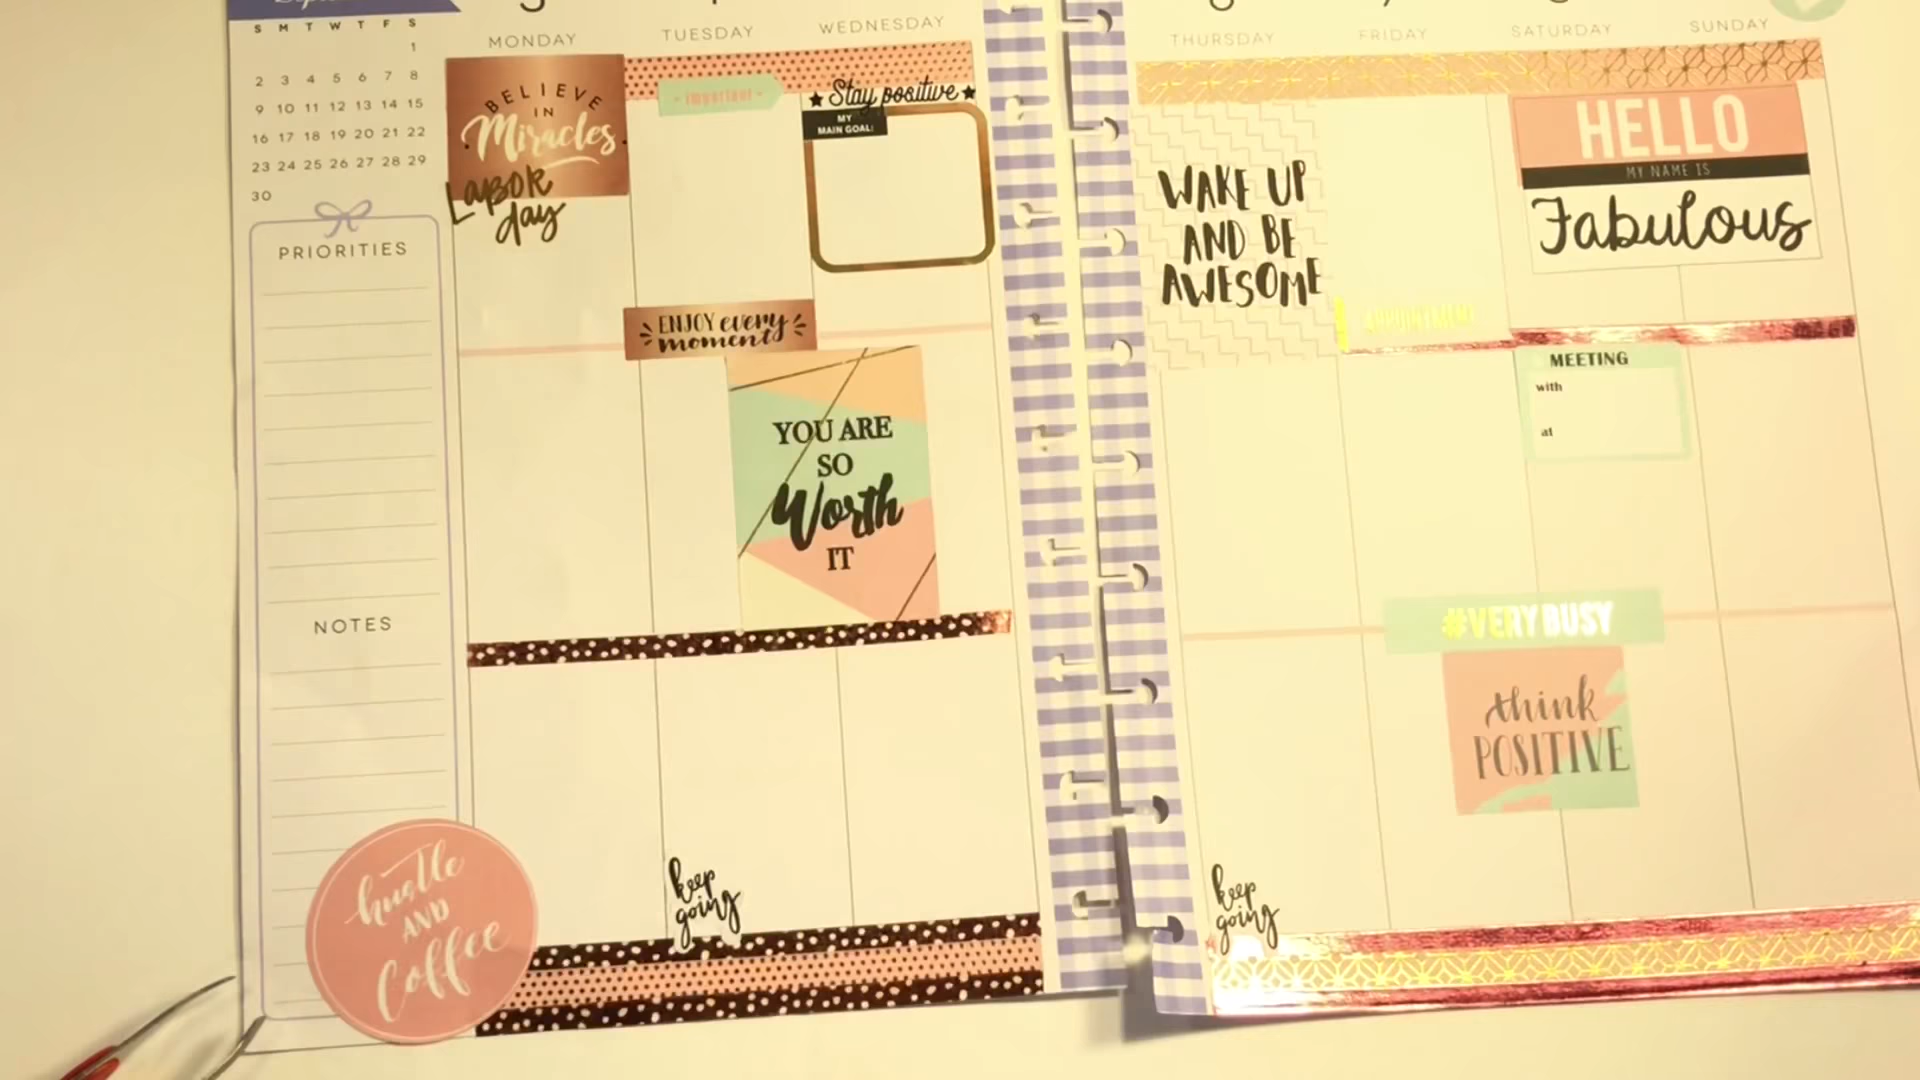 S M T W T F S
1
2 3 4 5 6 7 8
9 10 11 12 13 14 15
16 17 18 19 20 21 22
23 24 25 26 27 28 29
30
PRIORITIES
NOTES
hustle
AND
Coffee
MONDAY
TUESDAY
WEDNESDAY
BELIEVE
IN
Miracles
LABOR
day
- important -
Stay positive
MY
MAIN GOAL:
ENJOY every
moment
YOU ARE
SO
Worth
IT
keep
going
THURSDAY
FRIDAY
SATURDAY
SUNDAY
WAKE UP
AND BE
AWESOME
APPOINTMENT
HELLO
MY NAME IS
Fabulous
MEETING
with
at
#VERY BUSY
think
POSITIVE
keep
going